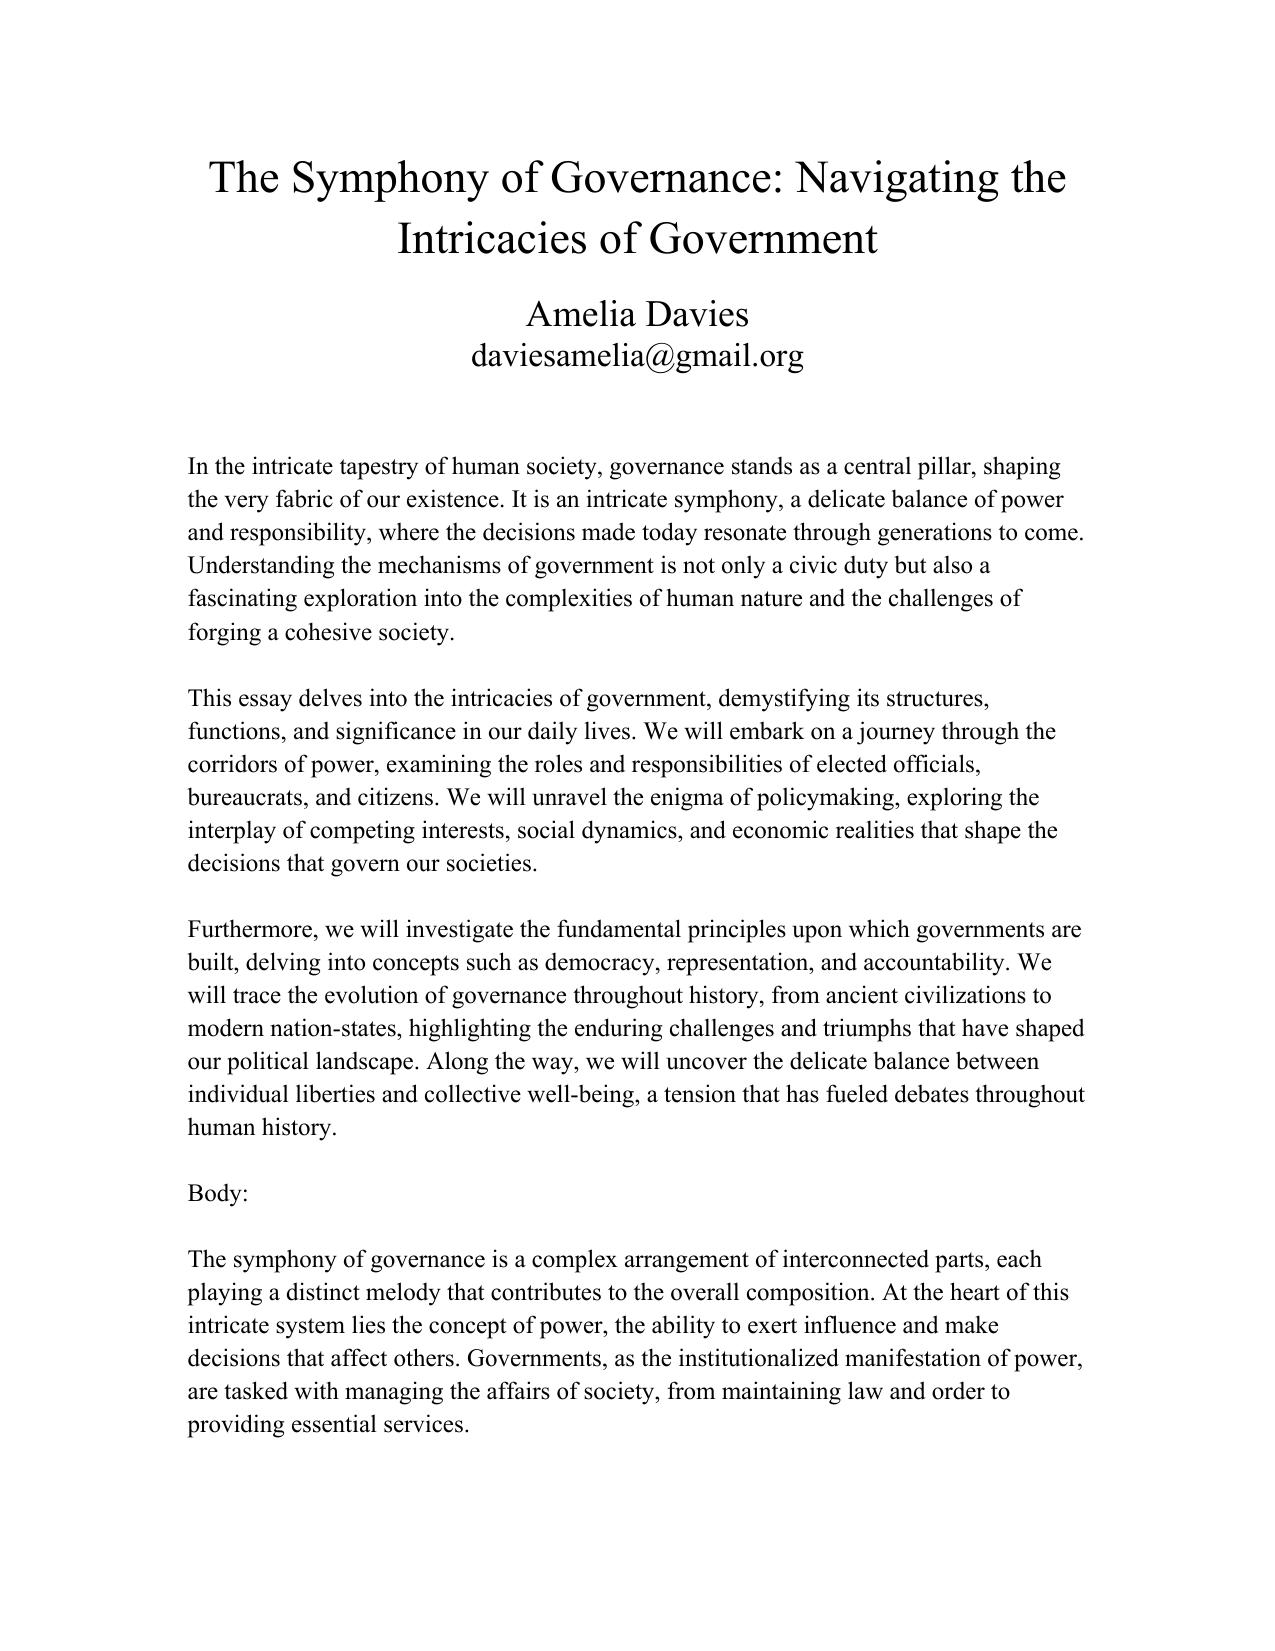 The Symphony of Governance: Navigating the
Intricacies of Government
Amelia Davies
daviesamelia@gmail.org
In the intricate tapestry of human society, governance stands as a central pillar, shaping
the very fabric of our existence. It is an intricate symphony, a delicate balance of power
and responsibility, where the decisions made today resonate through generations to come.
Understanding the mechanisms of government is not only a civic duty but also a
fascinating exploration into the complexities of human nature and the challenges of
forging a cohesive society.
This essay delves into the intricacies of government, demystifying its structures,
functions, and significance in our daily lives. We will embark on a journey through the
corridors of power, examining the roles and responsibilities of elected officials,
bureaucrats, and citizens. We will unravel the enigma of policymaking, exploring the
interplay of competing interests, social dynamics, and economic realities that shape the
decisions that govern our societies.
Furthermore, we will investigate the fundamental principles upon which governments are
built, delving into concepts such as democracy, representation, and accountability. We
will trace the evolution of governance throughout history, from ancient civilizations to
modern nation-states, highlighting the enduring challenges and triumphs that have shaped
our political landscape. Along the way, we will uncover the delicate balance between
individual liberties and collective well-being, a tension that has fueled debates throughout
human history.
Body:
The symphony of governance is a complex arrangement of interconnected parts, each
playing a distinct melody that contributes to the overall composition. At the heart of this
intricate system lies the concept of power, the ability to exert influence and make
decisions that affect others. Governments, as the institutionalized manifestation of power,
are tasked with managing the affairs of society, from maintaining law and order to
providing essential services.